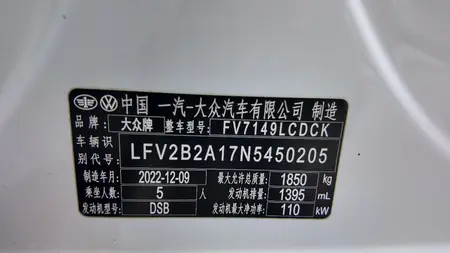 中国 一汽-大众汽车有限公司 制造
品牌: 大众牌 整车型号: FV7149LCDCK
车辆识别代号: LFV2B2A17N5450205
制造年月 2022-12-09 最大允许总质量: 1850 kg
乘坐人数: 5 人 发动机排量: 1395 mL
发动机型号: DSB 发动机最大净功率: 110 kW